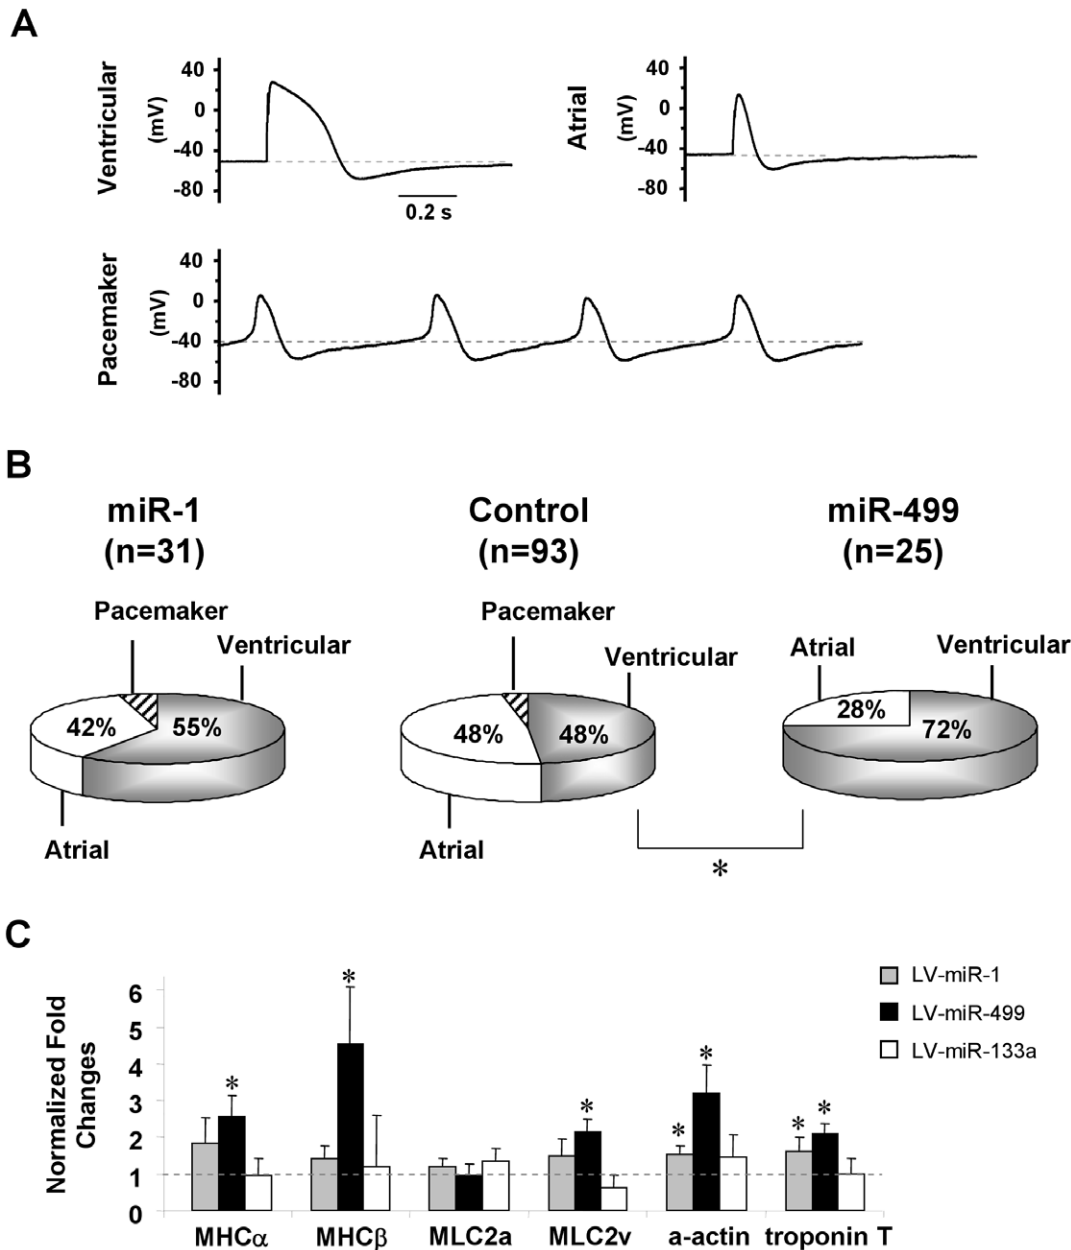 A
Ventricular
(mV)
40
0
-40
-80
0.2 s
Atrial
(mV)
40
0
-40
-80
Pacemaker
(mV)
40
0
-40
-80
B
miR-1
(n=31)
Pacemaker
Ventricular
42%
55%
Atrial
Control
(n=93)
Pacemaker
Ventricular
48%
48%
Atrial
miR-499
(n=25)
Atrial
Ventricular
28%
72%
*
C
Normalized Fold
Changes
6
5
4
3
2
1
0
* * * * * * *
LV-miR-1
LV-miR-499
LV-miR-133a
MHCα MHCβ MLC2a MLC2v a-actin troponin T